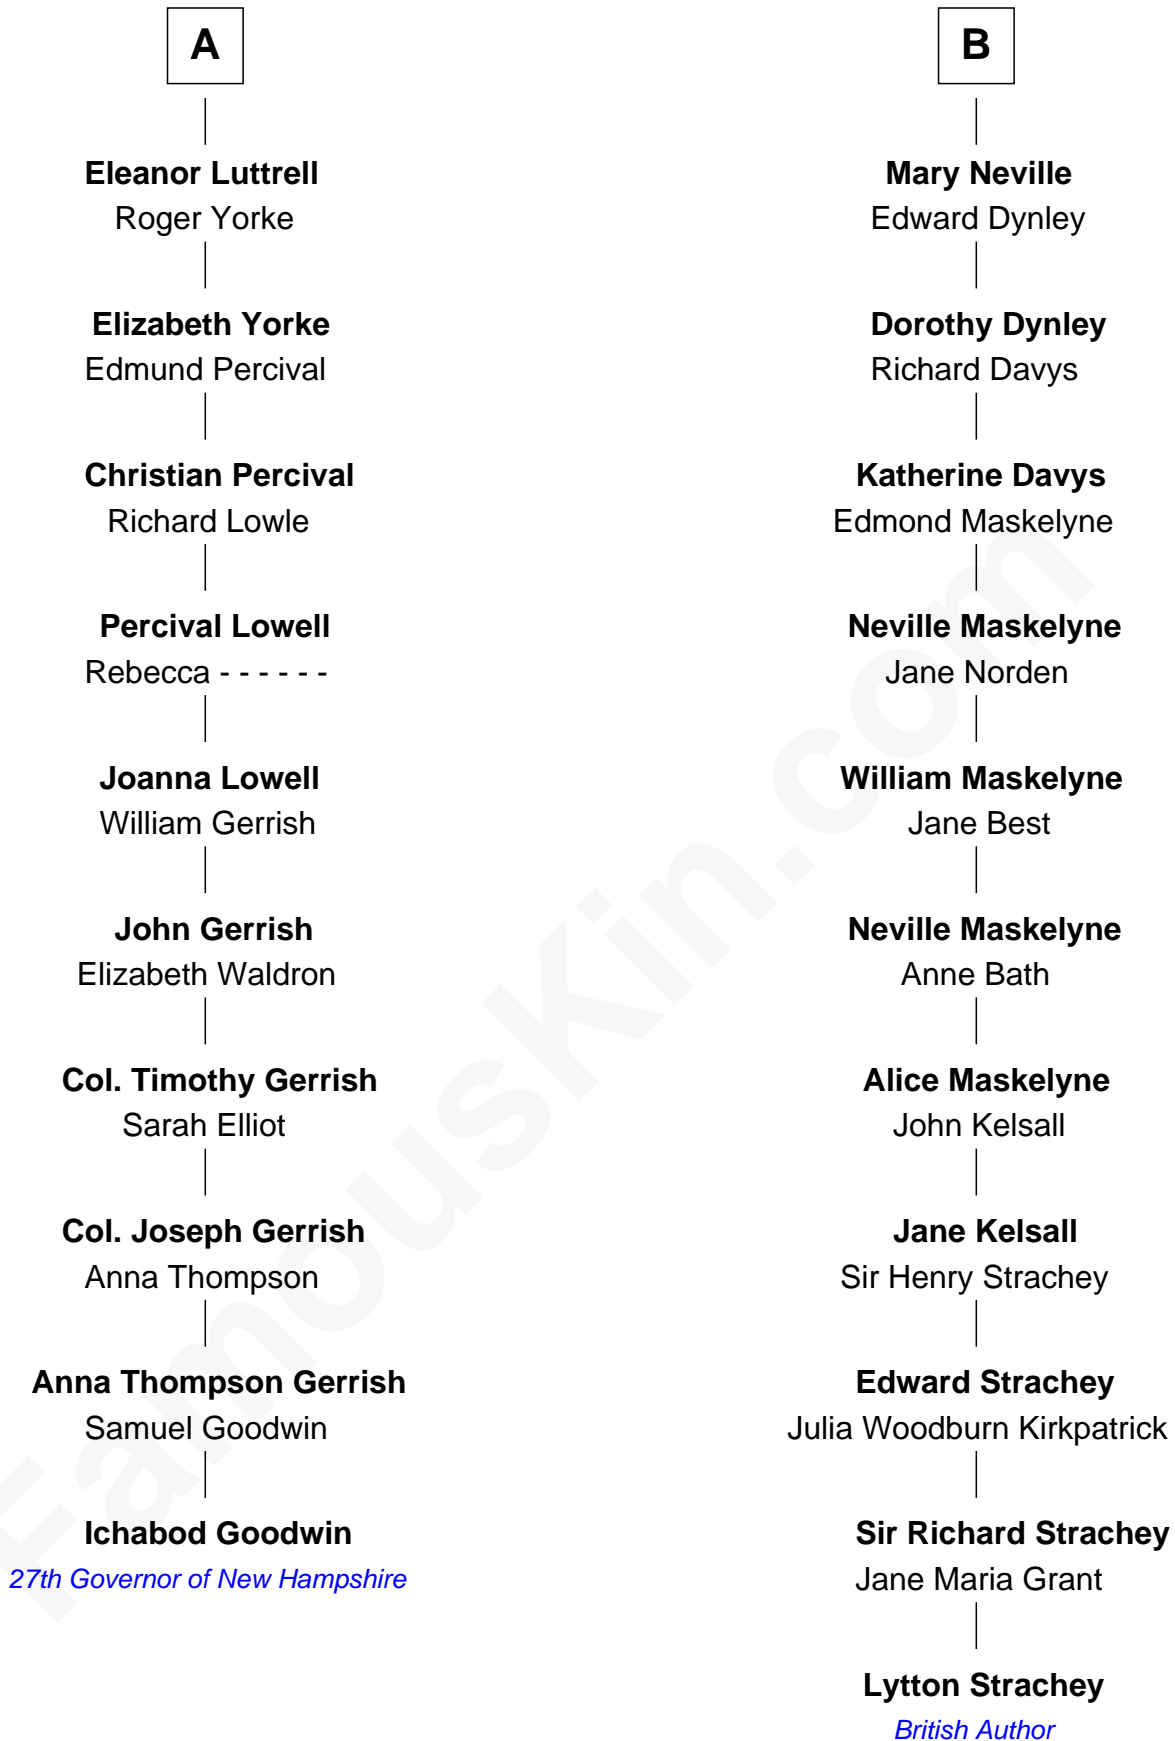 A
Eleanor Luttrell
Roger Yorke
Elizabeth Yorke
Edmund Percival
Christian Percival
Richard Lowle
Percival Lowell
Rebecca - - - - - -
Joanna Lowell
William Gerrish
John Gerrish
Elizabeth Waldron
Col. Timothy Gerrish
Sarah Elliot
Col. Joseph Gerrish
Anna Thompson
Anna Thompson Gerrish
Samuel Goodwin
Ichabod Goodwin
27th Governor of New Hampshire
B
Mary Neville
Edward Dynley
Dorothy Dynley
Richard Davys
Katherine Davys
Edmond Maskelyne
Neville Maskelyne
Jane Norden
William Maskelyne
Jane Best
Neville Maskelyne
Anne Bath
Alice Maskelyne
John Kelsall
Jane Kelsall
Sir Henry Strachey
Edward Strachey
Julia Woodburn Kirkpatrick
Sir Richard Strachey
Jane Maria Grant
Lytton Strachey
British Author
FamousKin.com